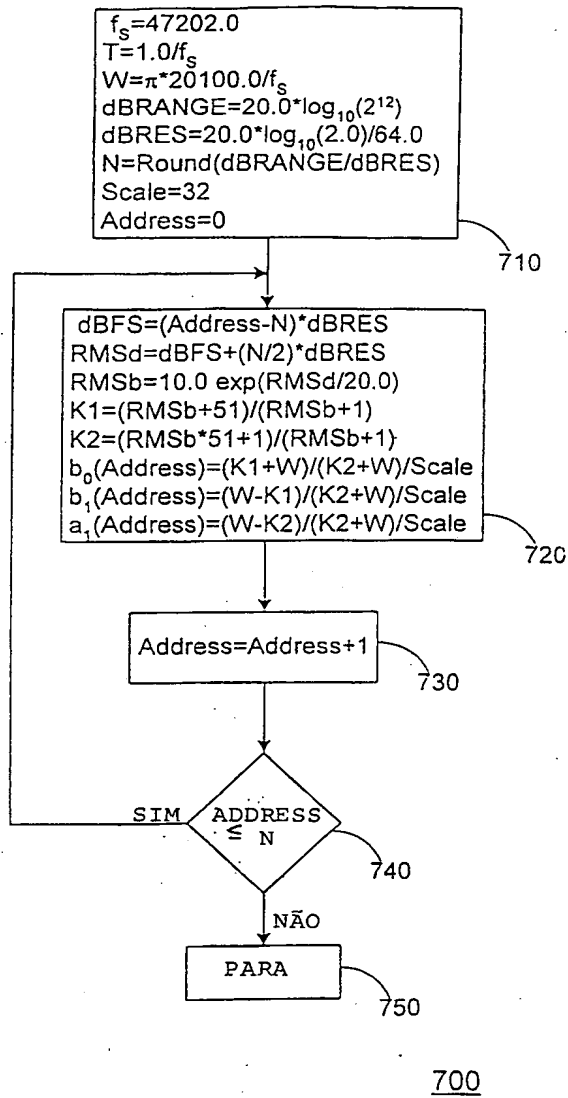 fₛ=47202.0
T=1.0/fₛ
W=π*20100.0/fₛ
dBRANGE=20.0*log₁₀(2¹²)
dBRES=20.0*log₁₀(2.0)/64.0
N=Round(dBRANGE/dBRES)
Scale=32
Address=0
710
dBFS=(Address-N)*dBRES
RMSd=dBFS+(N/2)*dBRES
RMSb=10.0 exp(RMSd/20.0)
K1=(RMSb+51)/(RMSb+1)
K2=(RMSb*51+1)/(RMSb+1)
b₀(Address)=(K1+W)/(K2+W)/Scale
b₁(Address)=(W-K1)/(K2+W)/Scale
a₁(Address)=(W-K2)/(K2+W)/Scale
720
Address=Address+1
730
SIM
ADDRESS
≤ N
740
NÃO
PARA
750
700